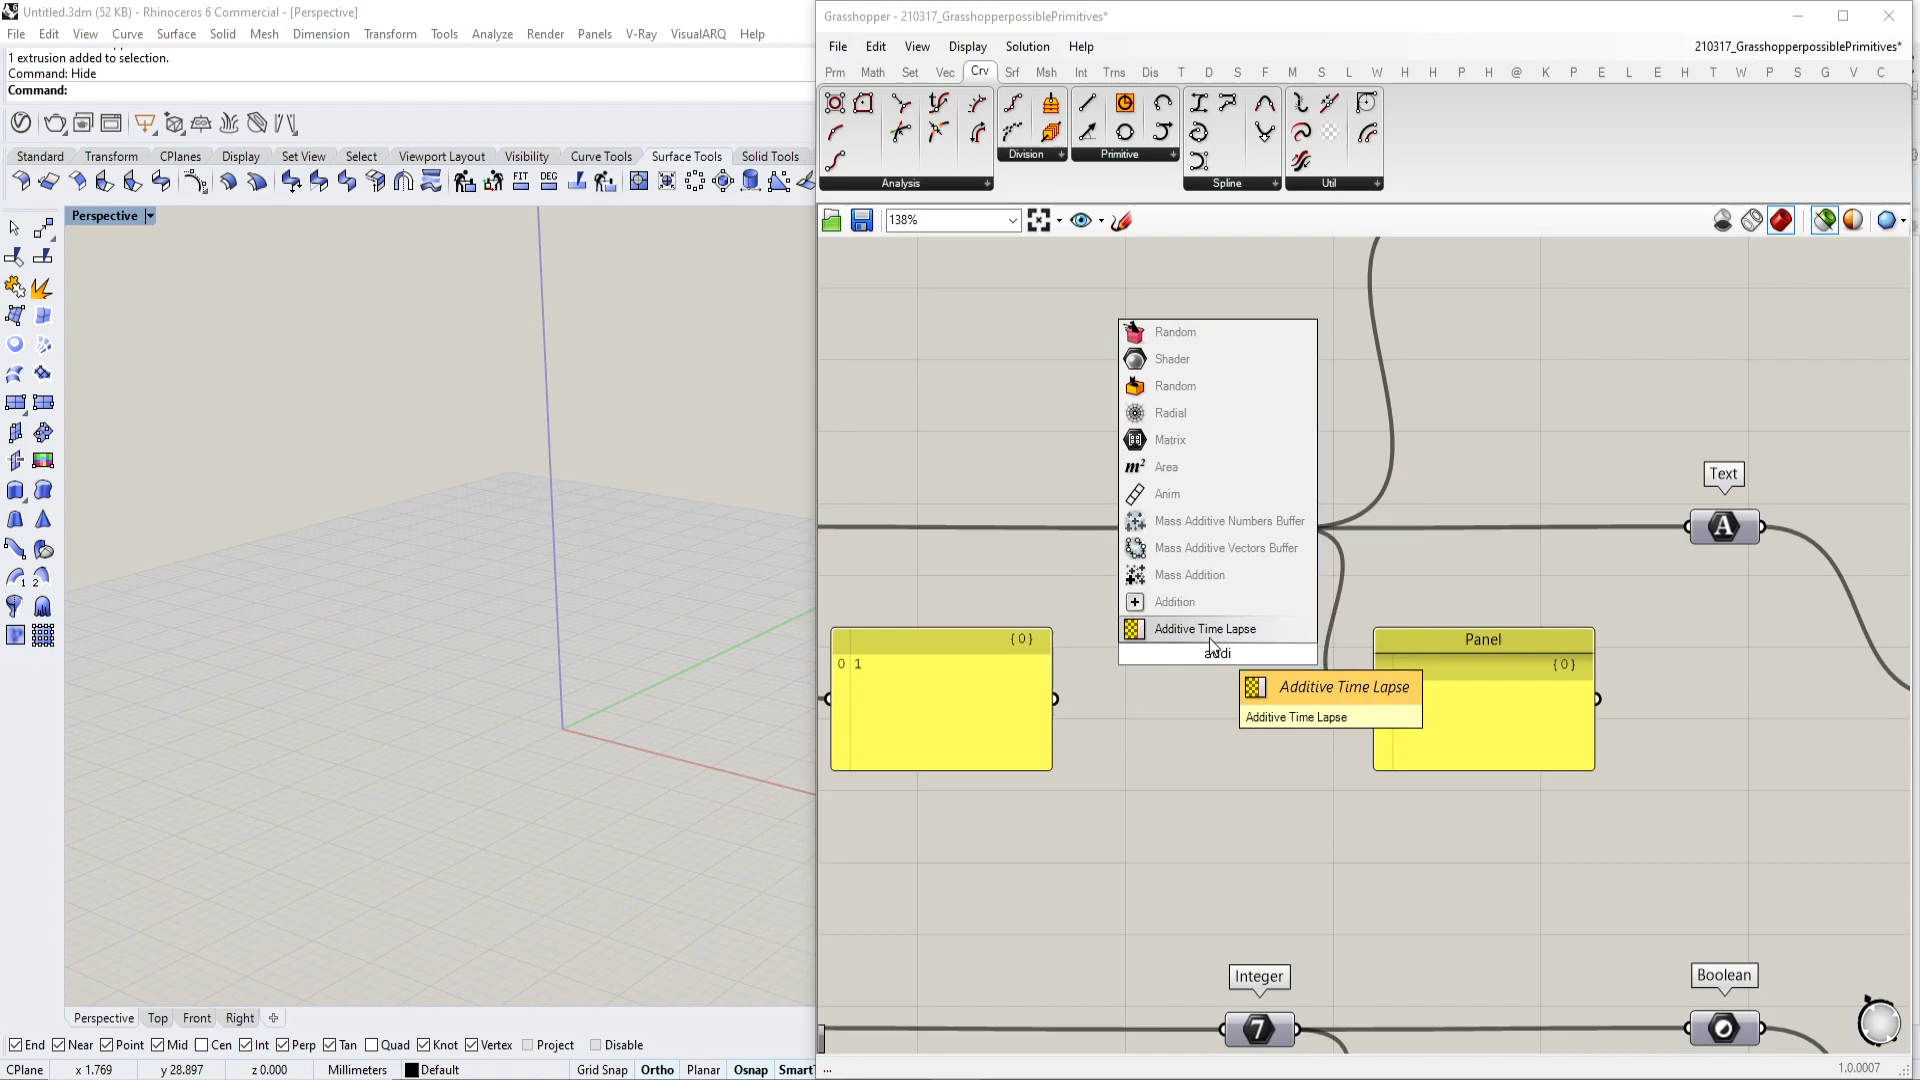 Untitled.3dm (52 KB) - Rhinoceros 6 Commercial - [Perspective]
File Edit View Curve Surface Solid Mesh Dimension Transform Tools Analyze Render Panels V-Ray VisualARQ Help
1 extrusion added to selection.
Command: Hide
Command:
Standard Transform CPlanes Display Set View Select Viewport Layout Visibility Curve Tools Surface Tools Solid Tools
FIT DEG
Perspective
1 2
Perspective Top Front Right
End Near Point Mid Cen Int Perp Tan Quad Knot Vertex Project Disable
CPlane x 1.769 y 28.897 z 0.000 Millimeters Default Grid Snap Ortho Planar Osnap SmartT
Grasshopper - 210317_GrasshopperpossiblePrimitives*
File Edit View Display Solution Help 210317_GrasshopperpossiblePrimitives*
Prm Math Set Vec Crv Srf Msh Int Trns Dis T D S F M S L W H H P H @ K P E L E H T W P S G V C
Analysis Division Primitive Spline Util
138%
Random
Shader
Random
Radial
Matrix
m² Area
Anim
Mass Additive Numbers Buffer
Mass Additive Vectors Buffer
Mass Addition
Addition
Additive Time Lapse
addi
Additive Time Lapse
Additive Time Lapse
{0}
0 1
Panel
{0}
Text
A
Integer
7
Boolean
...
1.0.0007